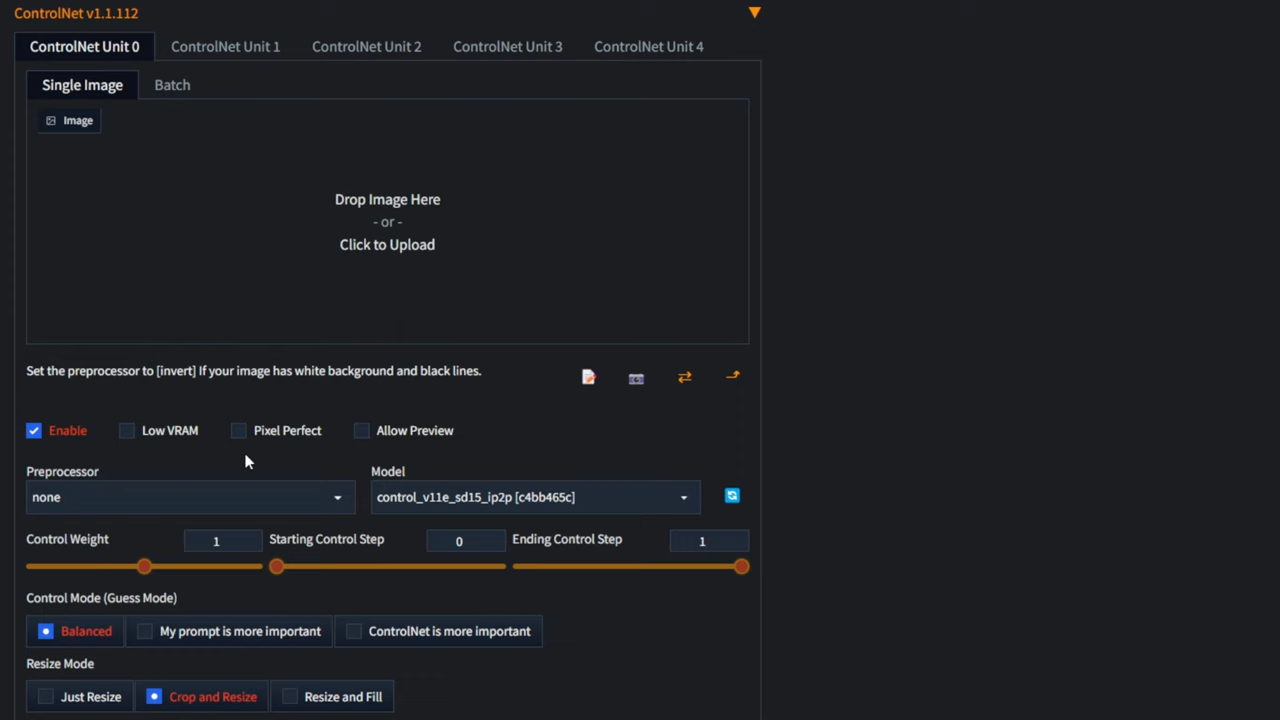 ControlNet v1.1.112
ControlNet Unit 0 ControlNet Unit 1 ControlNet Unit 2 ControlNet Unit 3 ControlNet Unit 4
Single Image Batch
Image
Drop Image Here
- or -
Click to Upload
Set the preprocessor to [invert] If your image has white background and black lines.
Enable Low VRAM Pixel Perfect Allow Preview
Preprocessor Model
none control_v11e_sd15_ip2p [c4bb465c]
Control Weight 1 Starting Control Step 0 Ending Control Step 1
Control Mode (Guess Mode)
Balanced My prompt is more important ControlNet is more important
Resize Mode
Just Resize Crop and Resize Resize and Fill